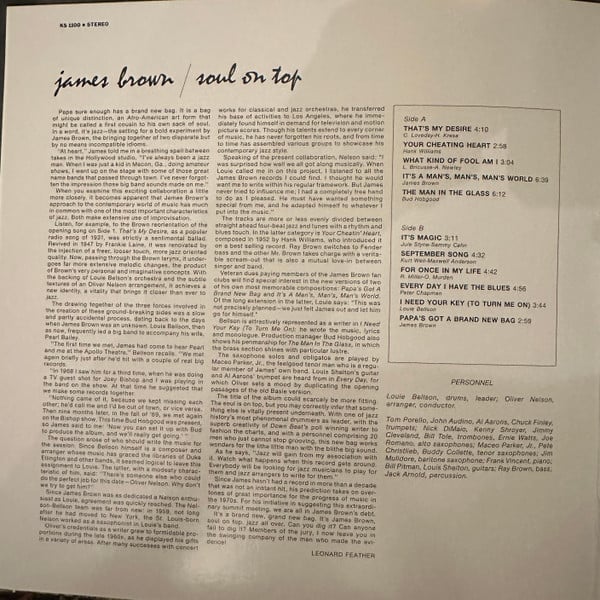 KS 1100 • STEREO
james brown / soul on top
Papa sure enough has a brand new bag. It is a bag
of unique distinction, an Afro-American art form that
might be called a first cousin to his own sack of soul.
In a word, it's jazz—the setting for a bold experiment by
James Brown, the bringing together of two disparate but
by no means incompatible idioms.
"At heart," James told me in a breathing spell between
takes in the Hollywood studio, "I've always been a jazz
man. When I was just a kid in Macon, Ga., doing amateur
shows, I went up on the stage with some of those great
name bands that passed through town. I've never forgot-
ten the impression those big band sounds made on me."
When you examine this exciting collaboration a little
more closely, it becomes apparent that James Brown's
approach to the contemporary world of music has much
in common with one of the most important characteristics
of jazz. Both make extensive use of improvisation.
Listen, for example, to the Brown reorientation of the
opening song on Side 1. That's My Desire, as a popular
radio song of 1931, was strictly a sentimental ballad.
Revived in 1947 by Frankie Laine, it was renovated by
the injection of a freer, looser touch, more jazz oriented
quality. Now, passing through the Brown larynx, it under-
goes far more extensive melodic changes, the product
of Brown's very personal and imaginative concepts. With
the backing of Louie Bellson's orchestra and the subtle
textures of an Oliver Nelson arrangement, it achieves a
new identity, a vitality that brings it closer than ever to
jazz.
The drawing together of the three forces involved in
the creation of these ground-breaking sides was a slow
and partly accidental process, dating back to the days
when James Brown was an unknown. Louie Bellson, then
as now, frequently led a big band to accompany his wife,
Pearl Bailey.
"The first time we met, James had come to hear Pearl
and me at the Apollo Theatre," Bellson recalls. "We met
again briefly just after he'd hit with a couple of real big
records.
"In 1968 I saw him for a third time, when he was doing
a TV guest shot for Joey Bishop and I was playing in
the band on the show. At that time he suggested that
we make some records together.
"Nothing came of it, because we kept missing each
other; he'd call me and I'd be out of town, or vice versa.
Then nine months later, in the fall of '69, we met again
on the Bishop show. This time Bud Hobgood was present,
so James said to me: 'Now you can set it up with Bud
to produce the album, and we'll really get going.' "
The question arose of who should write the music for
the session. Since Bellson himself is a composer and
arranger whose music has graced the libraries of Duke
Ellington and other bands, it seemed logical to leave this
assignment to Louie. The latter, with a modesty charac-
teristic of him, said: "There's someone else who could
do the perfect job for this date—Oliver Nelson. Why don't
we try to get him?"
Since James Brown was as dedicated a Nelson enthu-
siast as Louie, agreement was quickly reached. The Nel-
son-Bellson team was far from new: in 1959, not long
after he had moved to New York, the St. Louis-born
Nelson worked as a saxophonist in Louie's band.
Oliver's credentials as a writer grew to formidable pro-
portions during the late 1960s, as he displayed his gifts
in a variety of areas. After many successes with concert
works for classical and jazz orchestras, he transferred
his base of activities to Los Angeles, where he imme-
diately found himself in demand for television and motion
picture scores. Though his talents extend to every corner
of music, he has never forgotten his roots, and from time
to time has assembled various groups to showcase his
contemporary jazz style.
Speaking of the present collaboration, Nelson said: "I
was surprised how well we all got along musically. When
Louie called me in on this project, I listened to all the
James Brown records I could find. I thought he would
want me to write within his regular framework. But James
never tried to influence me; I had a completely free hand
to do as I pleased. He must have wanted something
special from me, and he adapted himself to whatever I
put into the music."
The tracks are more or less evenly divided between
straight ahead four-beat jazz and tunes with a rhythm and
blues touch. In the latter category is Your Cheatin' Heart,
composed in 1952 by Hank Williams, who introduced it
on a best selling record. Ray Brown switches to Fender
bass and the other Mr. Brown takes charge with a verita-
ble scream-out that is also a mutual love-in between
singer and band.
Veteran duos paying members of the James Brown fan
clubs will find special interest in the new versions of two
of his own most memorable compositions: Papa's Got A
Brand New Bag and It's A Man's, Man's, Man's World.
Of the long extension in the latter, Louie says: "This was
not precisely planned—we just felt James out and let him
go for himself."
Bellson is attractively represented as a writer in I Need
Your Key (To Turn Me On); he wrote the music, lyrics
and monologue. Production manager Bud Hobgood also
shows his penmanship for The Man In The Glass, in which
the brass section shines with particular lustre.
The saxophone solos and obligatos are played by
Maceo Parker, Jr., the feelgood tenor man who is a regu-
lar member of James' own band. Louis Shelton's guitar
and Al Aarons' trumpet are heard in Every Day, for
which Oliver sets a mood by duplicating the opening
passages of the old Basie version.
The title of the album could scarcely be more fitting.
The soul is on top, but you may correctly infer that some-
thing else is vitally present underneath. With one of jazz
history's most phenomenal drummers as leader, with the
superb creativity of Down Beat's poll winning writer to
fashion the charts, and with a personnel comprising 20
men who just cannot stop grooving, this new bag works
wonders for the little man with the biting big sound.
As he says, "Jazz will gain from my association with
it. Watch what happens when this record gets around.
Everybody will be looking for jazz musicians to play for
them and jazz arrangers to write for them."
Since James hasn't had a record in more than a decade
that was not an instant hit, his prediction takes on over-
tones of great importance for the progress of music in
the 1970s. For his initiative in suggesting this extraordi-
nary summit meeting, we are all in James Brown's debt.
It's a brand new, grand new bag. It's James Brown,
soul on top, jazz all over. Can you dig it? Can anyone
fail to dig it? Members of the jury, I now leave you in
the swinging company of the men who made the evi-
dence!
LEONARD FEATHER
Side A
THAT'S MY DESIRE 4:10
C. Loveday-H. Kresa
YOUR CHEATING HEART 2:58
Hank Williams
WHAT KIND OF FOOL AM I 3:04
L. Bricusse-A. Newley
IT'S A MAN'S, MAN'S, MAN'S WORLD 6:39
James Brown
THE MAN IN THE GLASS 6:12
Bud Hobgood
Side B
IT'S MAGIC 3:11
Jule Styne-Sammy Cahn
SEPTEMBER SONG 4:32
Kurt Weil-Maxwell Anderson
FOR ONCE IN MY LIFE 4:42
R. Miller-O. Murden
EVERY DAY I HAVE THE BLUES 4:56
Peter Chapman
I NEED YOUR KEY (TO TURN ME ON) 3:44
Louie Bellson
PAPA'S GOT A BRAND NEW BAG 2:59
James Brown
PERSONNEL
Louie Bellson, drums, leader; Oliver Nelson,
arranger, conductor.
Tom Porello, John Audino, Al Aarons, Chuck Finley,
trumpets; Nick DiMaio, Kenny Shroyer, Jimmy
Cleveland, Bill Tole, trombones, Ernie Watts, Joe
Romano, alto saxophones; Maceo Parker, Jr., Pete
Christlieb, Buddy Collette, tenor saxophones; Jim
Mulidore, baritone saxophone; Frank Vincent, piano;
Bill Pitman, Louis Shelton, guitars; Ray Brown, bass,
Jack Arnold, percussion.